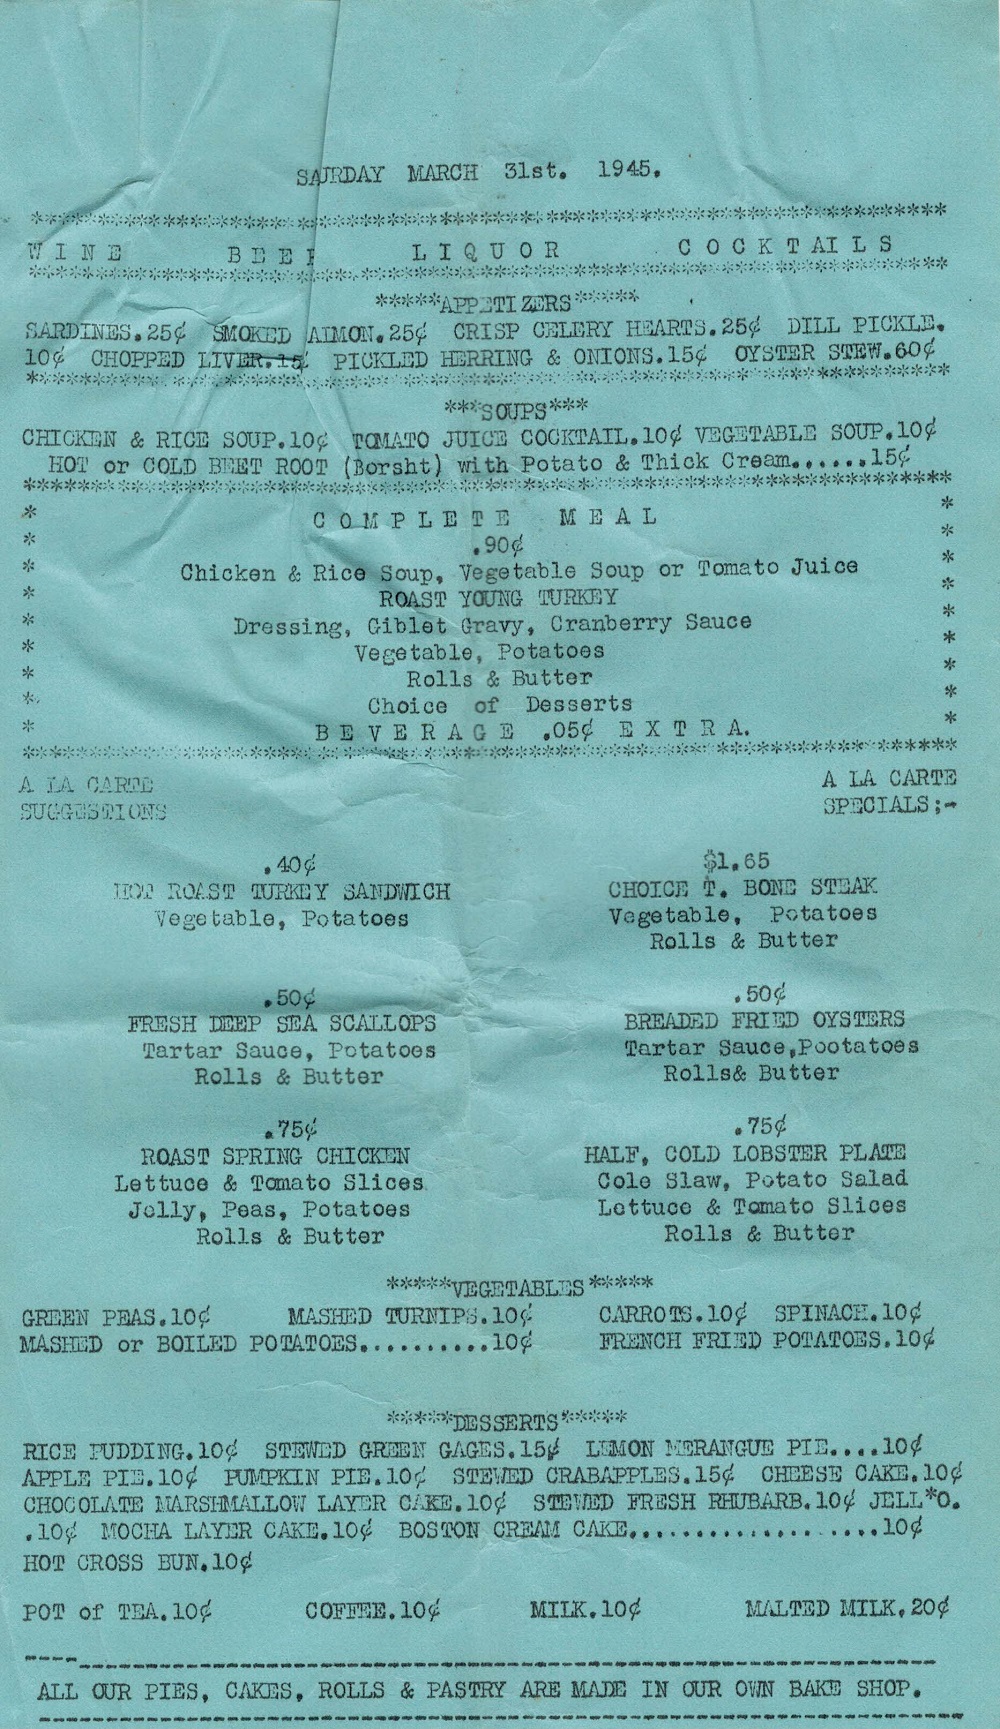 SAURDAY MARCH 31st. 1945.
*********************************************************************
WINE BEER LIQUOR COCKTAILS
*********************************************************************
*****APPETIZERS*****
SARDINES.25¢ SMOKED AIMON.25¢ CRISP CELERY HEARTS.25¢ DILL PICKLE.
10¢ CHOPPED LIVER.15¢ PICKLED HERRING & ONIONS.15¢ OYSTER STEW.60¢
*********************************************************************
***SOUPS***
CHICKEN & RICE SOUP.10¢ TOMATO JUICE COCKTAIL.10¢ VEGETABLE SOUP.10¢
HOT or COLD BEET ROOT (Borsht) with Potato & Thick Cream......15¢
*********************************************************************
COMPLETE MEAL
.90¢
Chicken & Rice Soup, Vegetable Soup or Tomato Juice
ROAST YOUNG TURKEY
Dressing, Giblet Gravy, Cranberry Sauce
Vegetable, Potatoes
Rolls & Butter
Choice of Desserts
BEVERAGE .05¢ EXTRA.
*********************************************************************
A LA CARTE
SUGGESTIONS
A LA CARTE
SPECIALS;-
.40¢
HOT ROAST TURKEY SANDWICH
Vegetable, Potatoes
$1.65
CHOICE T. BONE STEAK
Vegetable, Potatoes
Rolls & Butter
.50¢
FRESH DEEP SEA SCALLOPS
Tartar Sauce, Potatoes
Rolls & Butter
.50¢
BREADED FRIED OYSTERS
Tartar Sauce,Pootatoes
Rolls& Butter
.75¢
ROAST SPRING CHICKEN
Lettuce & Tomato Slices
Jelly, Peas, Potatoes
Rolls & Butter
.75¢
HALF, COLD LOBSTER PLATE
Cole Slaw, Potato Salad
Lettuce & Tomato Slices
Rolls & Butter
*****VEGETABLES*****
GREEN PEAS.10¢ MASHED TURNIPS.10¢ CARROTS.10¢ SPINACH.10¢
MASHED or BOILED POTATOES..........10¢ FRENCH FRIED POTATOES.10¢
*****DESSERTS*****
RICE PUDDING.10¢ STEWED GREEN GAGES.15¢ LEMON MERANGUE PIE....10¢
APPLE PIE.10¢ PUMPKIN PIE.10¢ STEWED CRABAPPLES.15¢ CHEESE CAKE.10¢
CHOCOLATE MARSHMALLOW LAYER CAKE.10¢ STEWED FRESH RHUBARB.10¢ JELL*O.
.10¢ MOCHA LAYER CAKE.10¢ BOSTON CREAM CAKE...................10¢
HOT CROSS BUN.10¢
POT of TEA.10¢ COFFEE.10¢ MILK.10¢ MALTED MILK.20¢
ALL OUR PIES, CAKES, ROLLS & PASTRY ARE MADE IN OUR OWN BAKE SHOP.